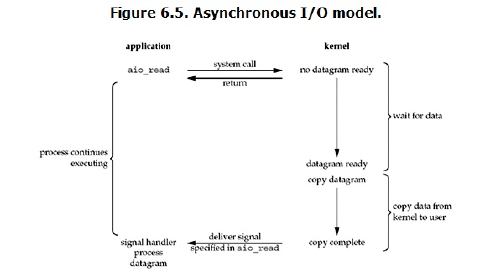 Figure 6.5. Asynchronous I/O model.
application
kernel
aio_read
system call
return
no datagram ready
wait for data
process continues
executing
datagram ready
copy datagram
copy data from
kernel to user
signal handler
process
datagram
deliver signal
specified in aio_read
copy complete